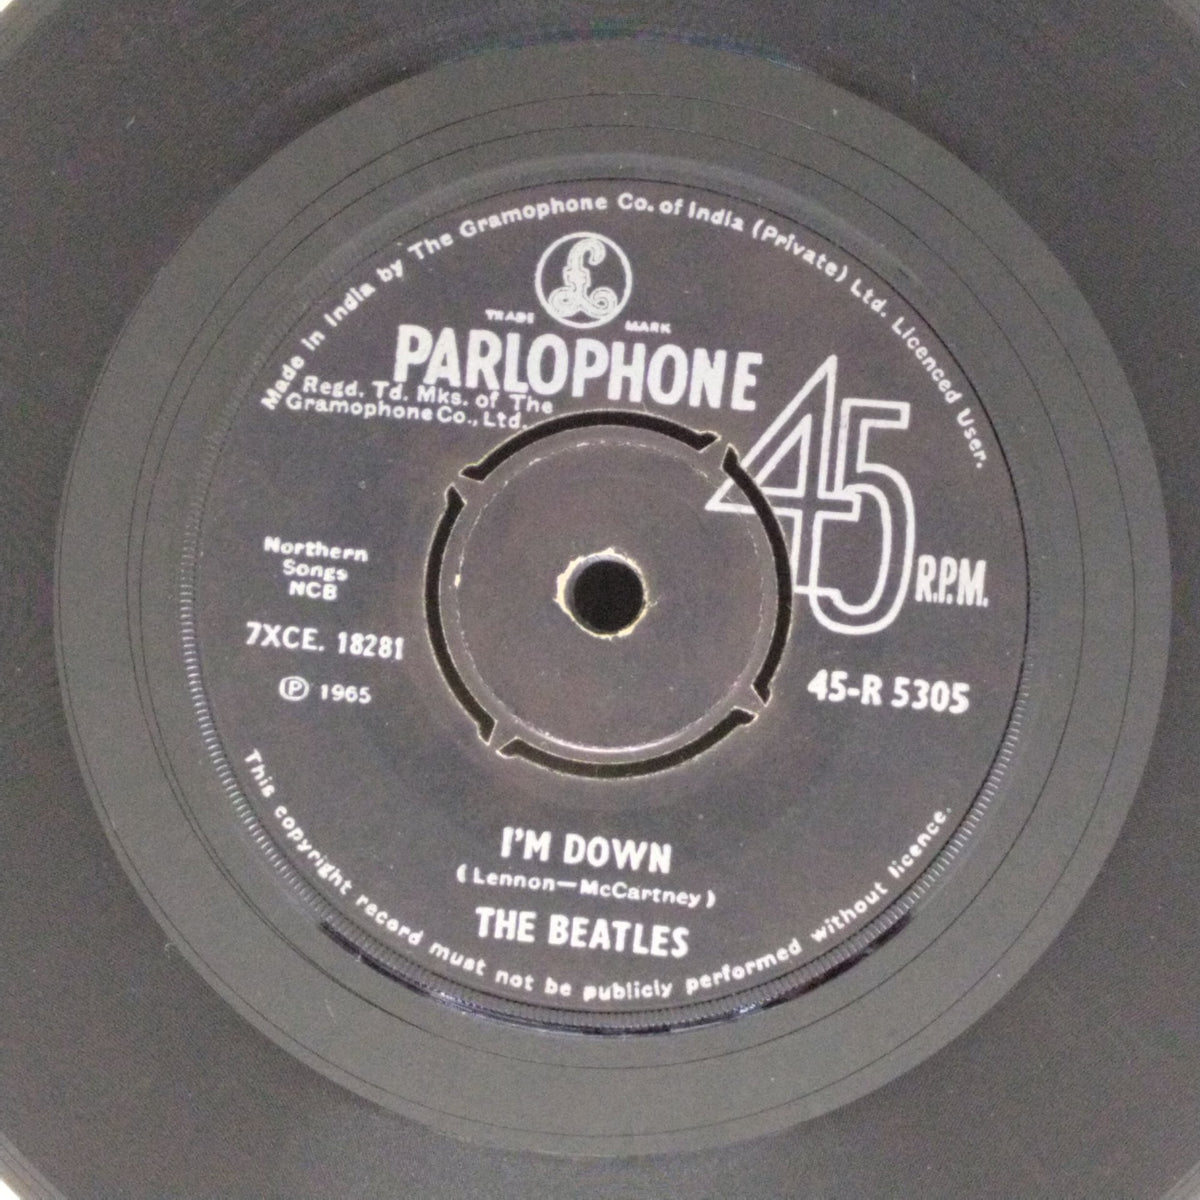 Made in India by The Gramophone Co. of India (Private) Ltd. Licenced User.
£
TRADE MARK
PARLOPHONE
Regd. Td. Mks. of The
Gramophone Co., Ltd.
45 R.P.M.
Northern
Songs
NCB
7XCE. 18281
Ⓟ 1965
45-R 5305
I'M DOWN
(Lennon—McCartney)
THE BEATLES
This copyright record must not be publicly performed without licence.